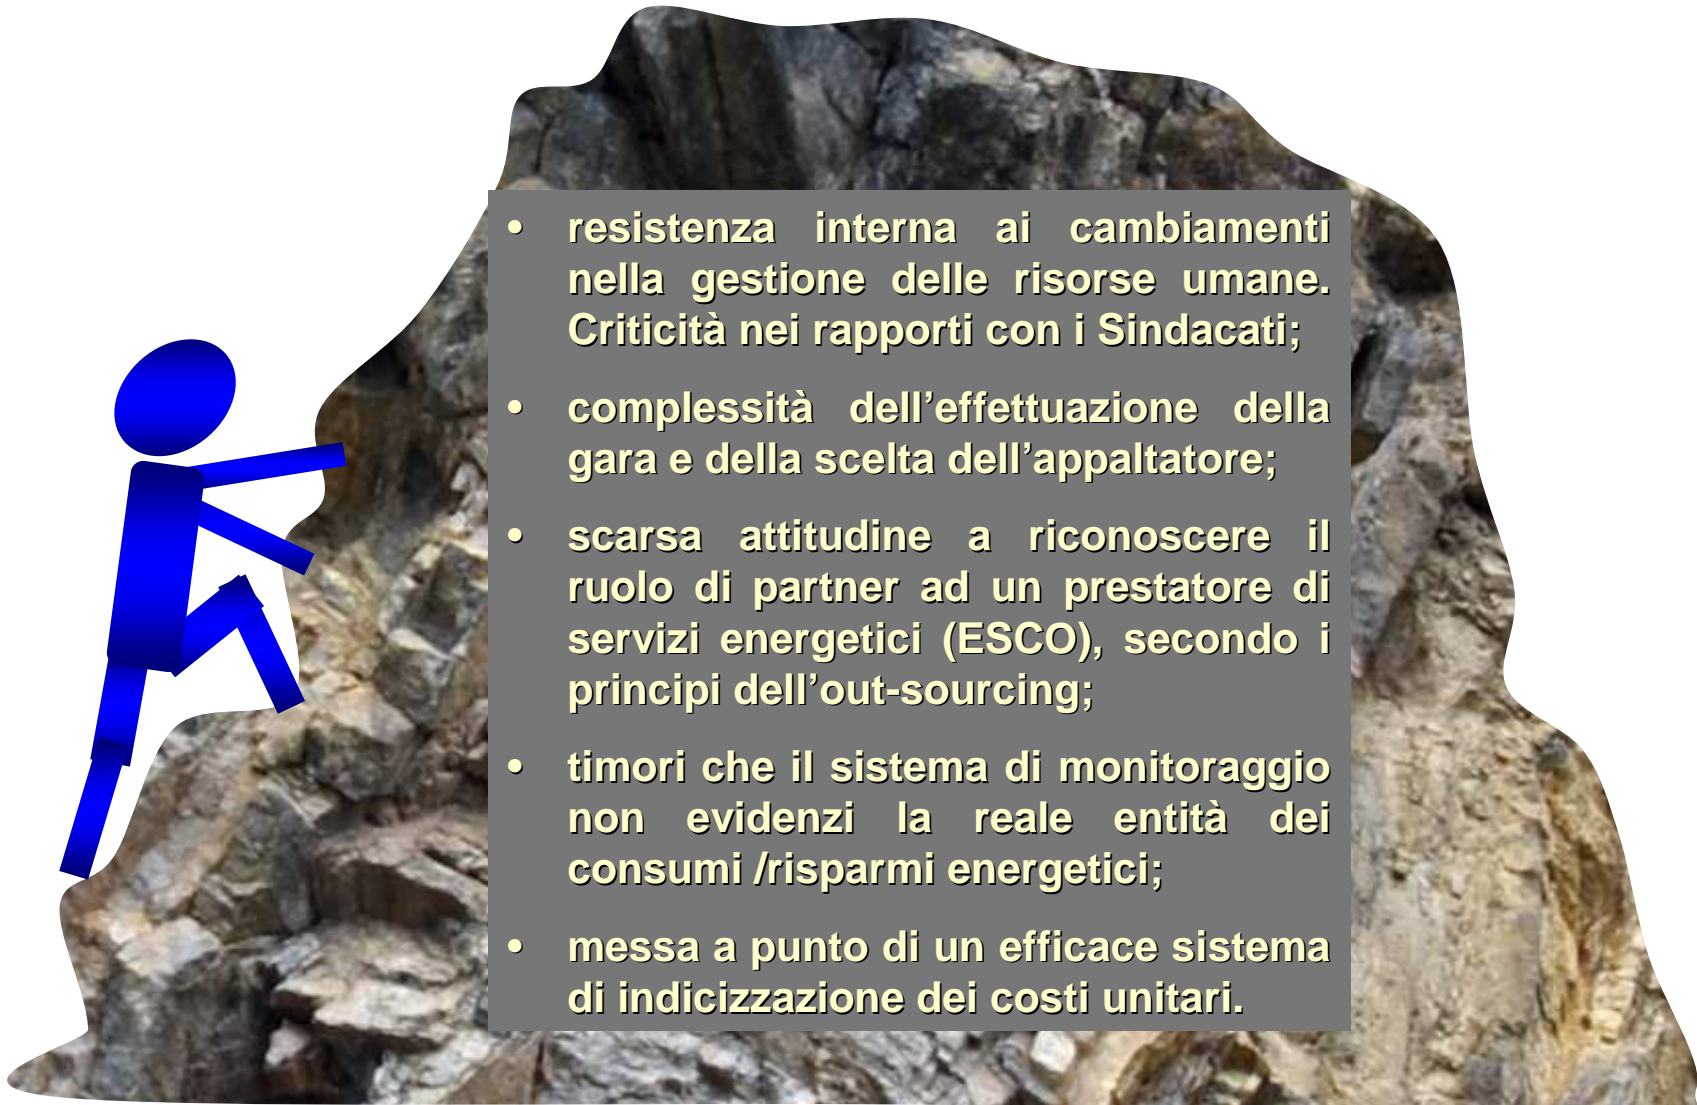 • resistenza interna ai cambiamenti
nella gestione delle risorse umane.
Criticità nei rapporti con i Sindacati;
• complessità dell’effettuazione della
gara e della scelta dell’appaltatore;
• scarsa attitudine a riconoscere il
ruolo di partner ad un prestatore di
servizi energetici (ESCO), secondo i
principi dell’out-sourcing;
• timori che il sistema di monitoraggio
non evidenzi la reale entità dei
consumi /risparmi energetici;
• messa a punto di un efficace sistema
di indicizzazione dei costi unitari.